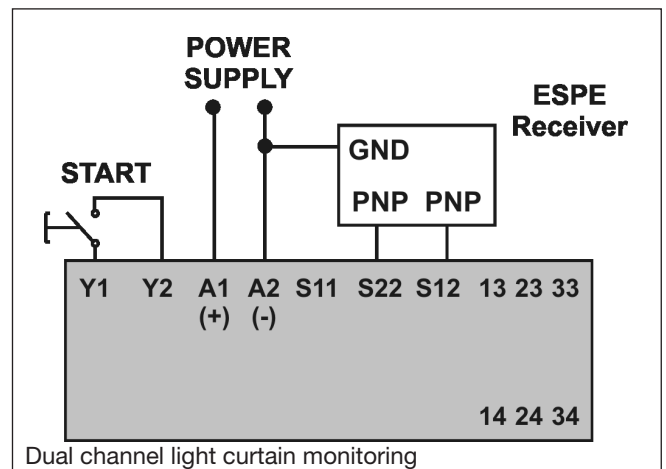 POWER
SUPPLY
ESPE
Receiver
START
GND
PNP PNP
Y1 Y2 A1 A2 S11 S22 S12 13 23 33
(+) (-)
14 24 34
Dual channel light curtain monitoring